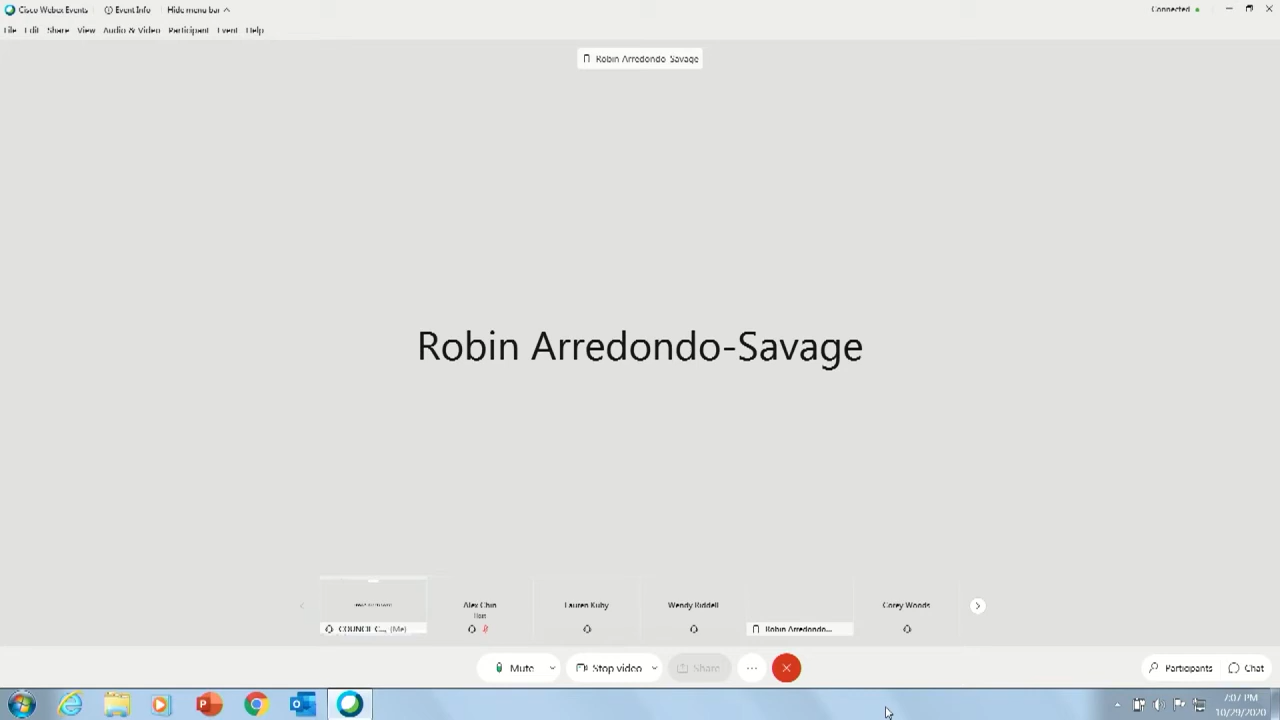 Cisco Webex Events Event Info Hide menu bar Connected
File Edit Share View Audio & Video Participant Event Help
Robin Arredondo-Savage
Robin Arredondo-Savage
Alex Chin Lauren Kuby Wendy Riddell Corey Woods
Host
COUNCIL C... (Me) Robin Arredondo...
Mute Stop video Share Participants Chat
7:07 PM
10/29/2020